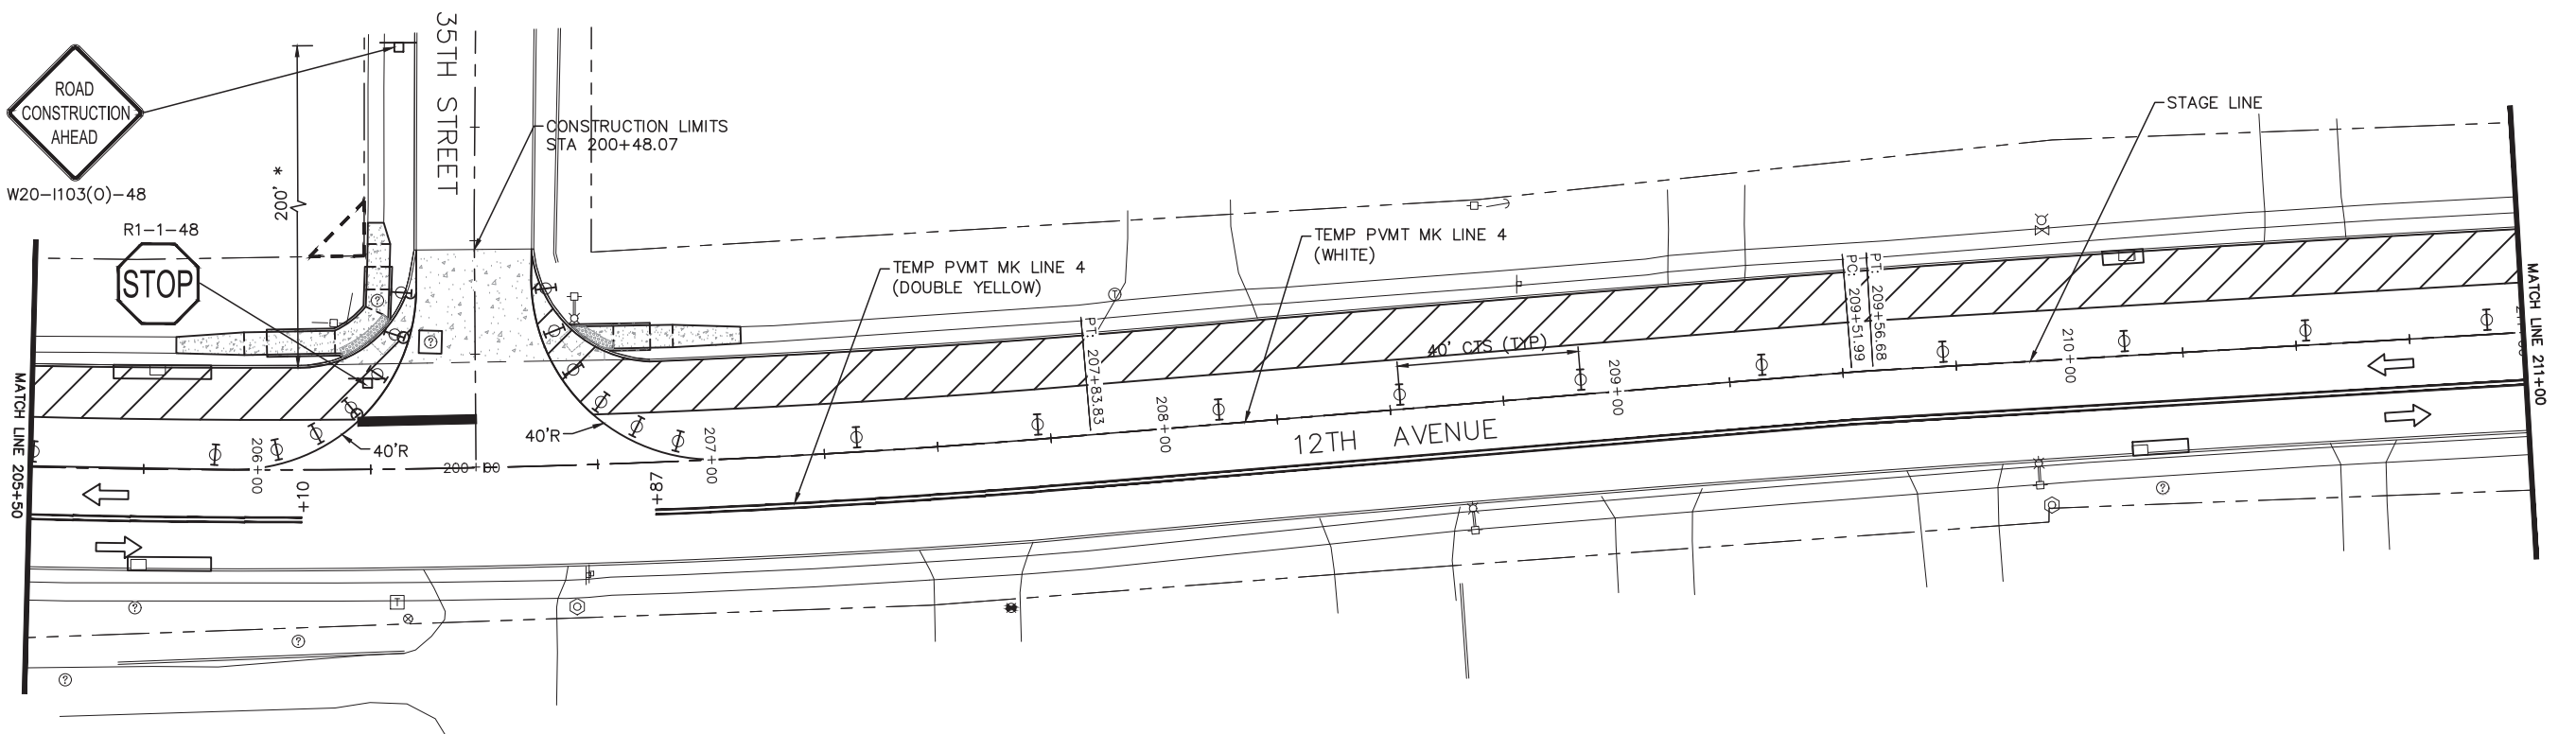 ROAD
CONSTRUCTION
AHEAD
W20-I103(O)-48
200' *
R1-1-48
STOP
35TH STREET
CONSTRUCTION LIMITS
STA 200+48.07
TEMP PVMT MK LINE 4
(DOUBLE YELLOW)
TEMP PVMT MK LINE 4
(WHITE)
STAGE LINE
PT: 207+83.83
40' CTS (TYP)
PC: 209+51.99
PT: 209+56.68
MATCH LINE 205+50
MATCH LINE 211+00
206+00
+10
40'R
200+00
40'R
+87
207+00
208+00
209+00
210+00
12TH AVENUE
T
T
?
?
?
?
?
?